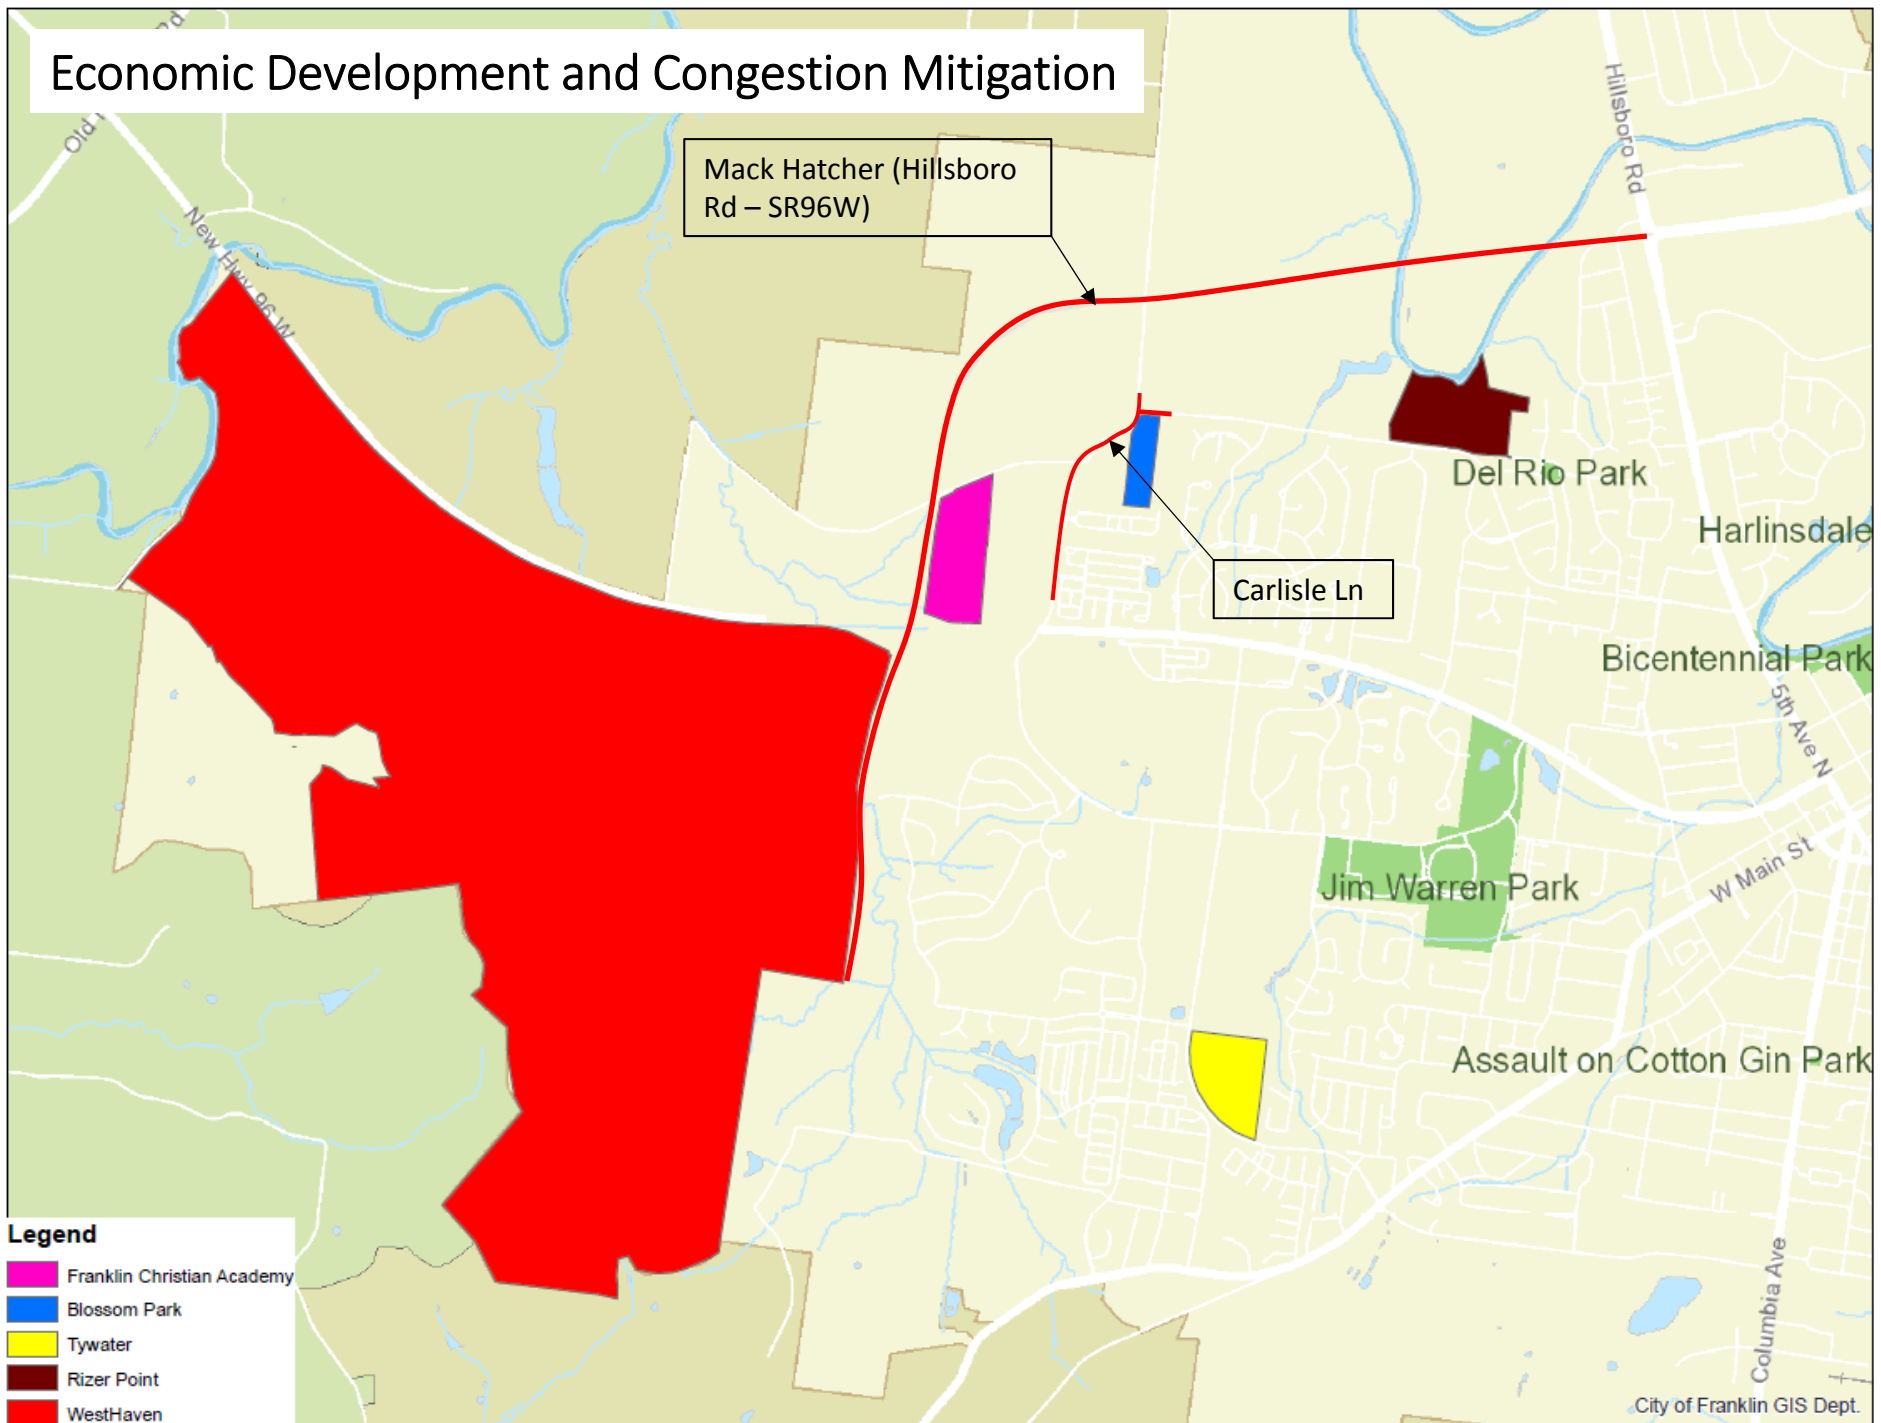 Economic Development and Congestion Mitigation
Rd
Old
New Hwy 96 W
Hillsboro Rd
Mack Hatcher (Hillsboro
Rd – SR96W)
Del Rio Park
Harlinsdale
Carlisle Ln
Bicentennial Park
5th Ave N
W Main St
Jim Warren Park
Assault on Cotton Gin Park
Columbia Ave
Legend
Franklin Christian Academy
Blossom Park
Tywater
Rizer Point
WestHaven
City of Franklin GIS Dept.